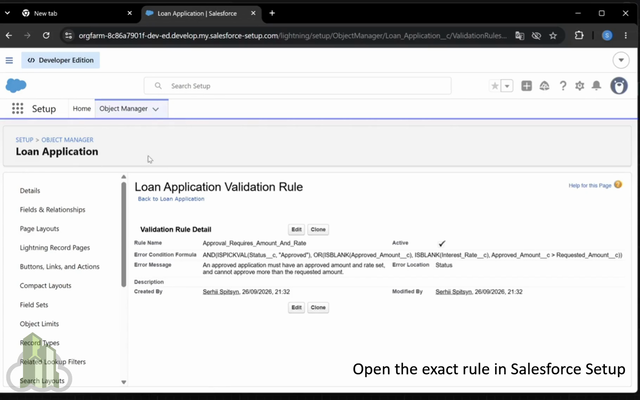 New tab
Loan Application | Salesforce
orgfarm-8c86a7901f-dev-ed.develop.my.salesforce-setup.com/lightning/setup/ObjectManager/Loan_Application__c/ValidationRules...
S
Developer Edition
Search Setup
Setup
Home
Object Manager
SETUP > OBJECT MANAGER
Loan Application
Details
Fields & Relationships
Page Layouts
Lightning Record Pages
Buttons, Links, and Actions
Compact Layouts
Field Sets
Object Limits
Record Types
Related Lookup Filters
Search Layouts
Loan Application Validation Rule
Help for this Page
Back to Loan Application
Validation Rule Detail
Edit Clone
Rule Name Approval_Requires_Amount_And_Rate Active
Error Condition Formula AND(ISPICKVAL(Status__c, "Approved"), OR(ISBLANK(Approved_Amount__c), ISBLANK(Interest_Rate__c), Approved_Amount__c > Requested_Amount__c))
Error Message An approved application must have an approved amount and rate set, Error Location Status
and cannot approve more than the requested amount.
Description
Created By Serhii Spitsyn, 26/09/2026, 21:32 Modified By Serhii Spitsyn, 26/09/2026, 21:32
Edit Clone
Open the exact rule in Salesforce Setup